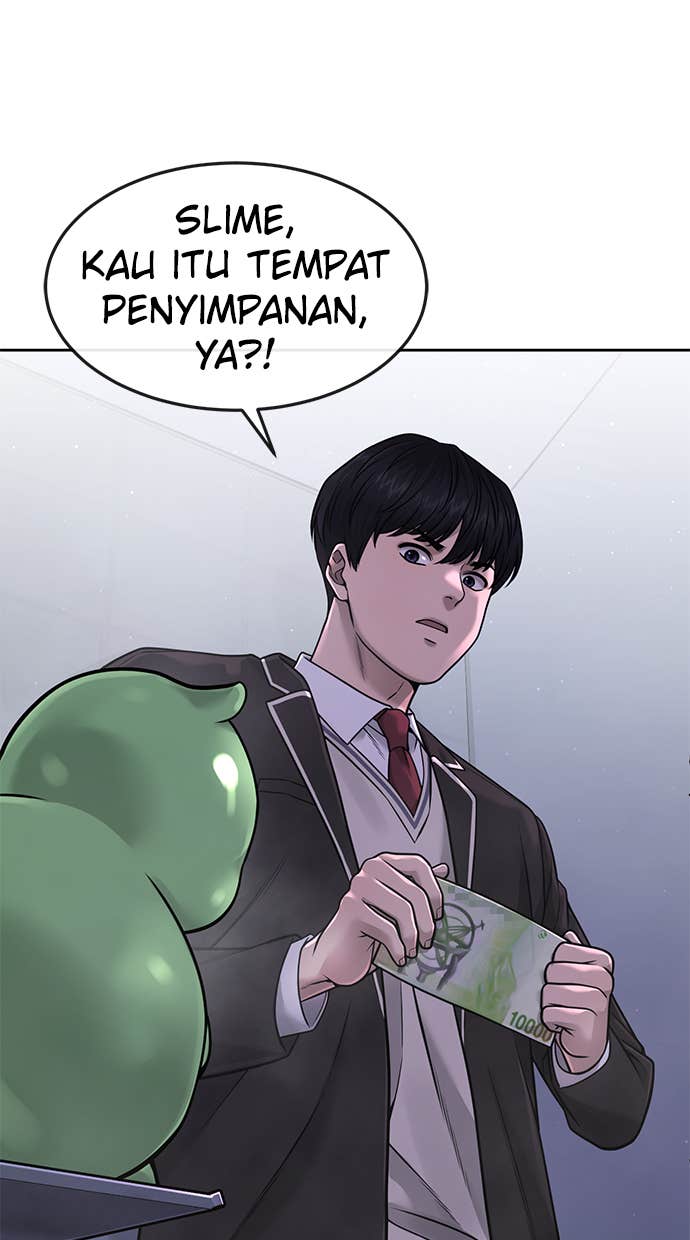 SLIME,
KAU ITU TEMPAT
PENYIMPANAN,
YA?!
10000